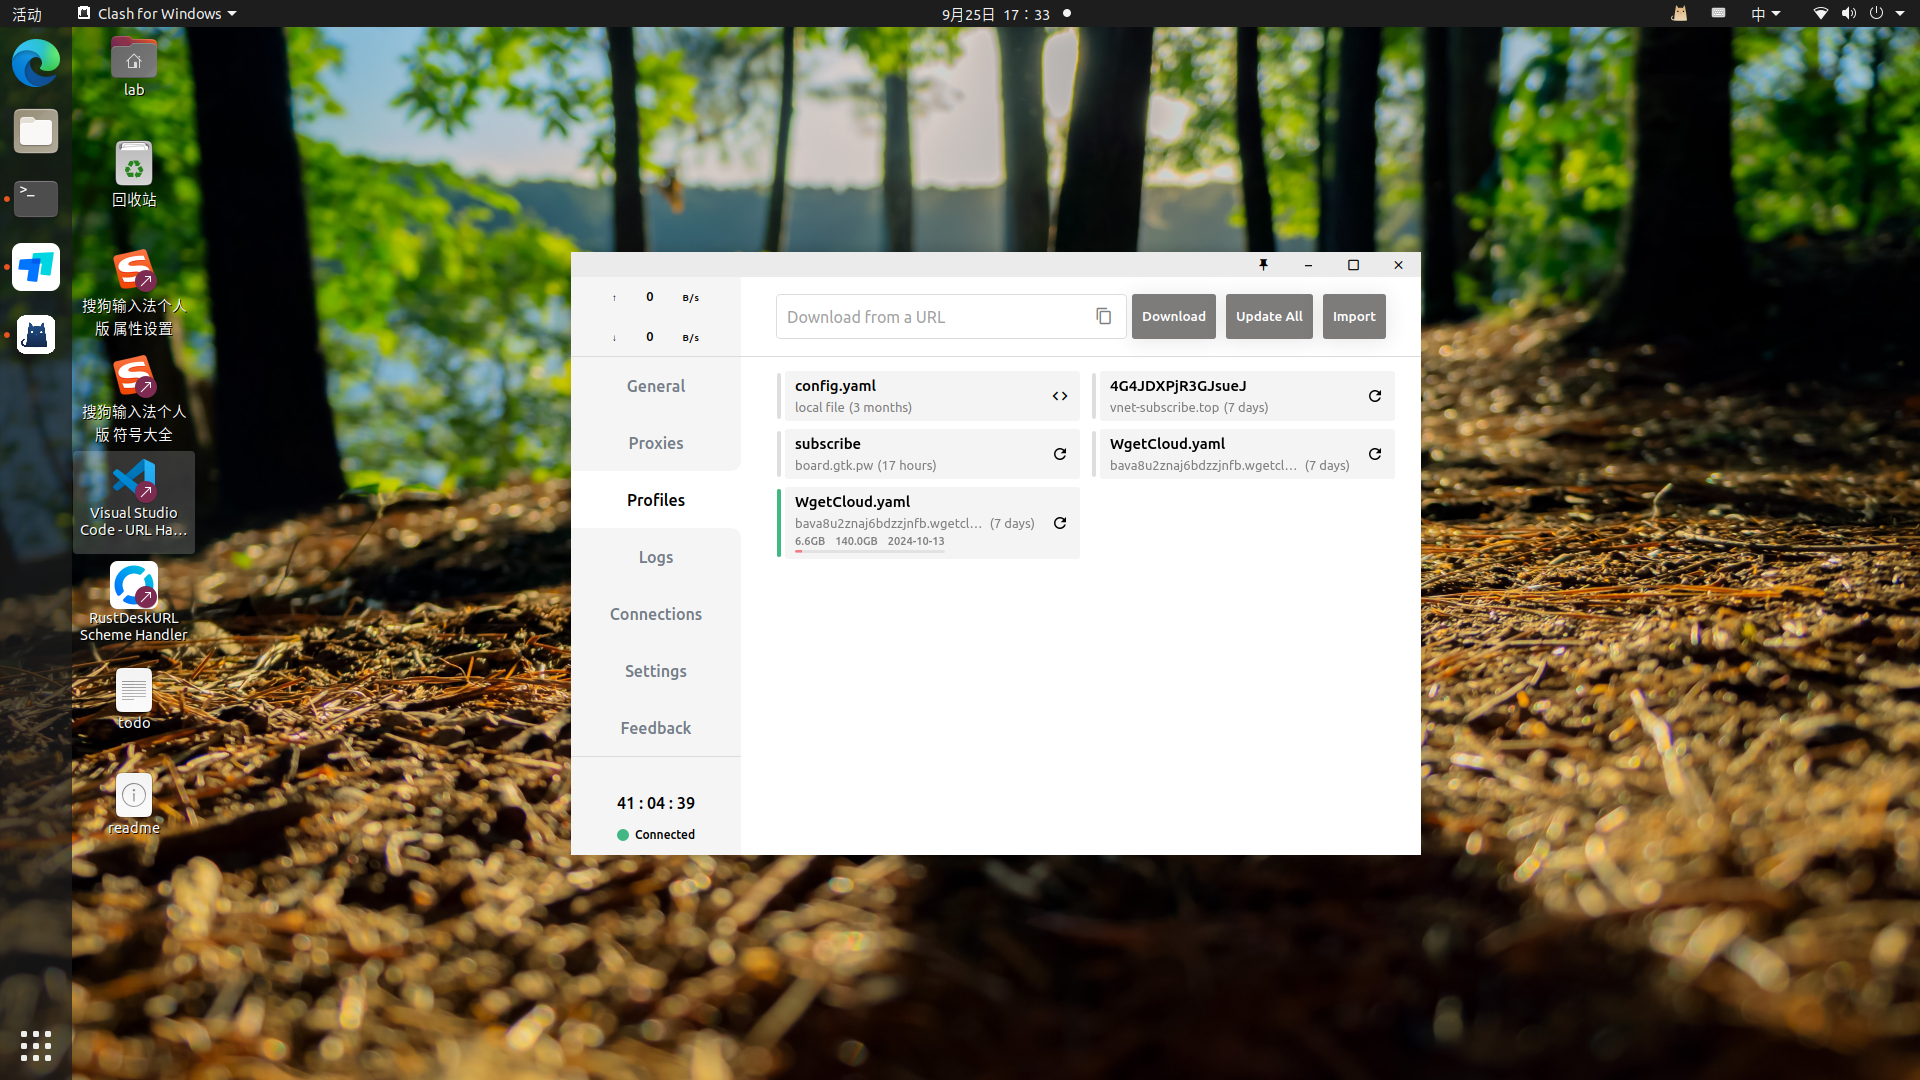 活动
Clash for Windows
9月25日 17：33
中
lab
回收站
搜狗输入法个人
版 属性设置
搜狗输入法个人
版 符号大全
Visual Studio
Code - URL Ha…
RustDeskURL
Scheme Handler
todo
readme
↑ 0 B/s
↓ 0 B/s
General
Proxies
Profiles
Logs
Connections
Settings
Feedback
41 : 04 : 39
Connected
Download from a URL
Download
Update All
Import
config.yaml
local file (3 months)
4G4JDXPjR3GJsueJ
vnet-subscribe.top (7 days)
subscribe
board.gtk.pw (17 hours)
WgetCloud.yaml
bava8u2znaj6bdzzjnfb.wgetcl… (7 days)
WgetCloud.yaml
bava8u2znaj6bdzzjnfb.wgetcl… (7 days)
6.6GB 140.0GB 2024-10-13